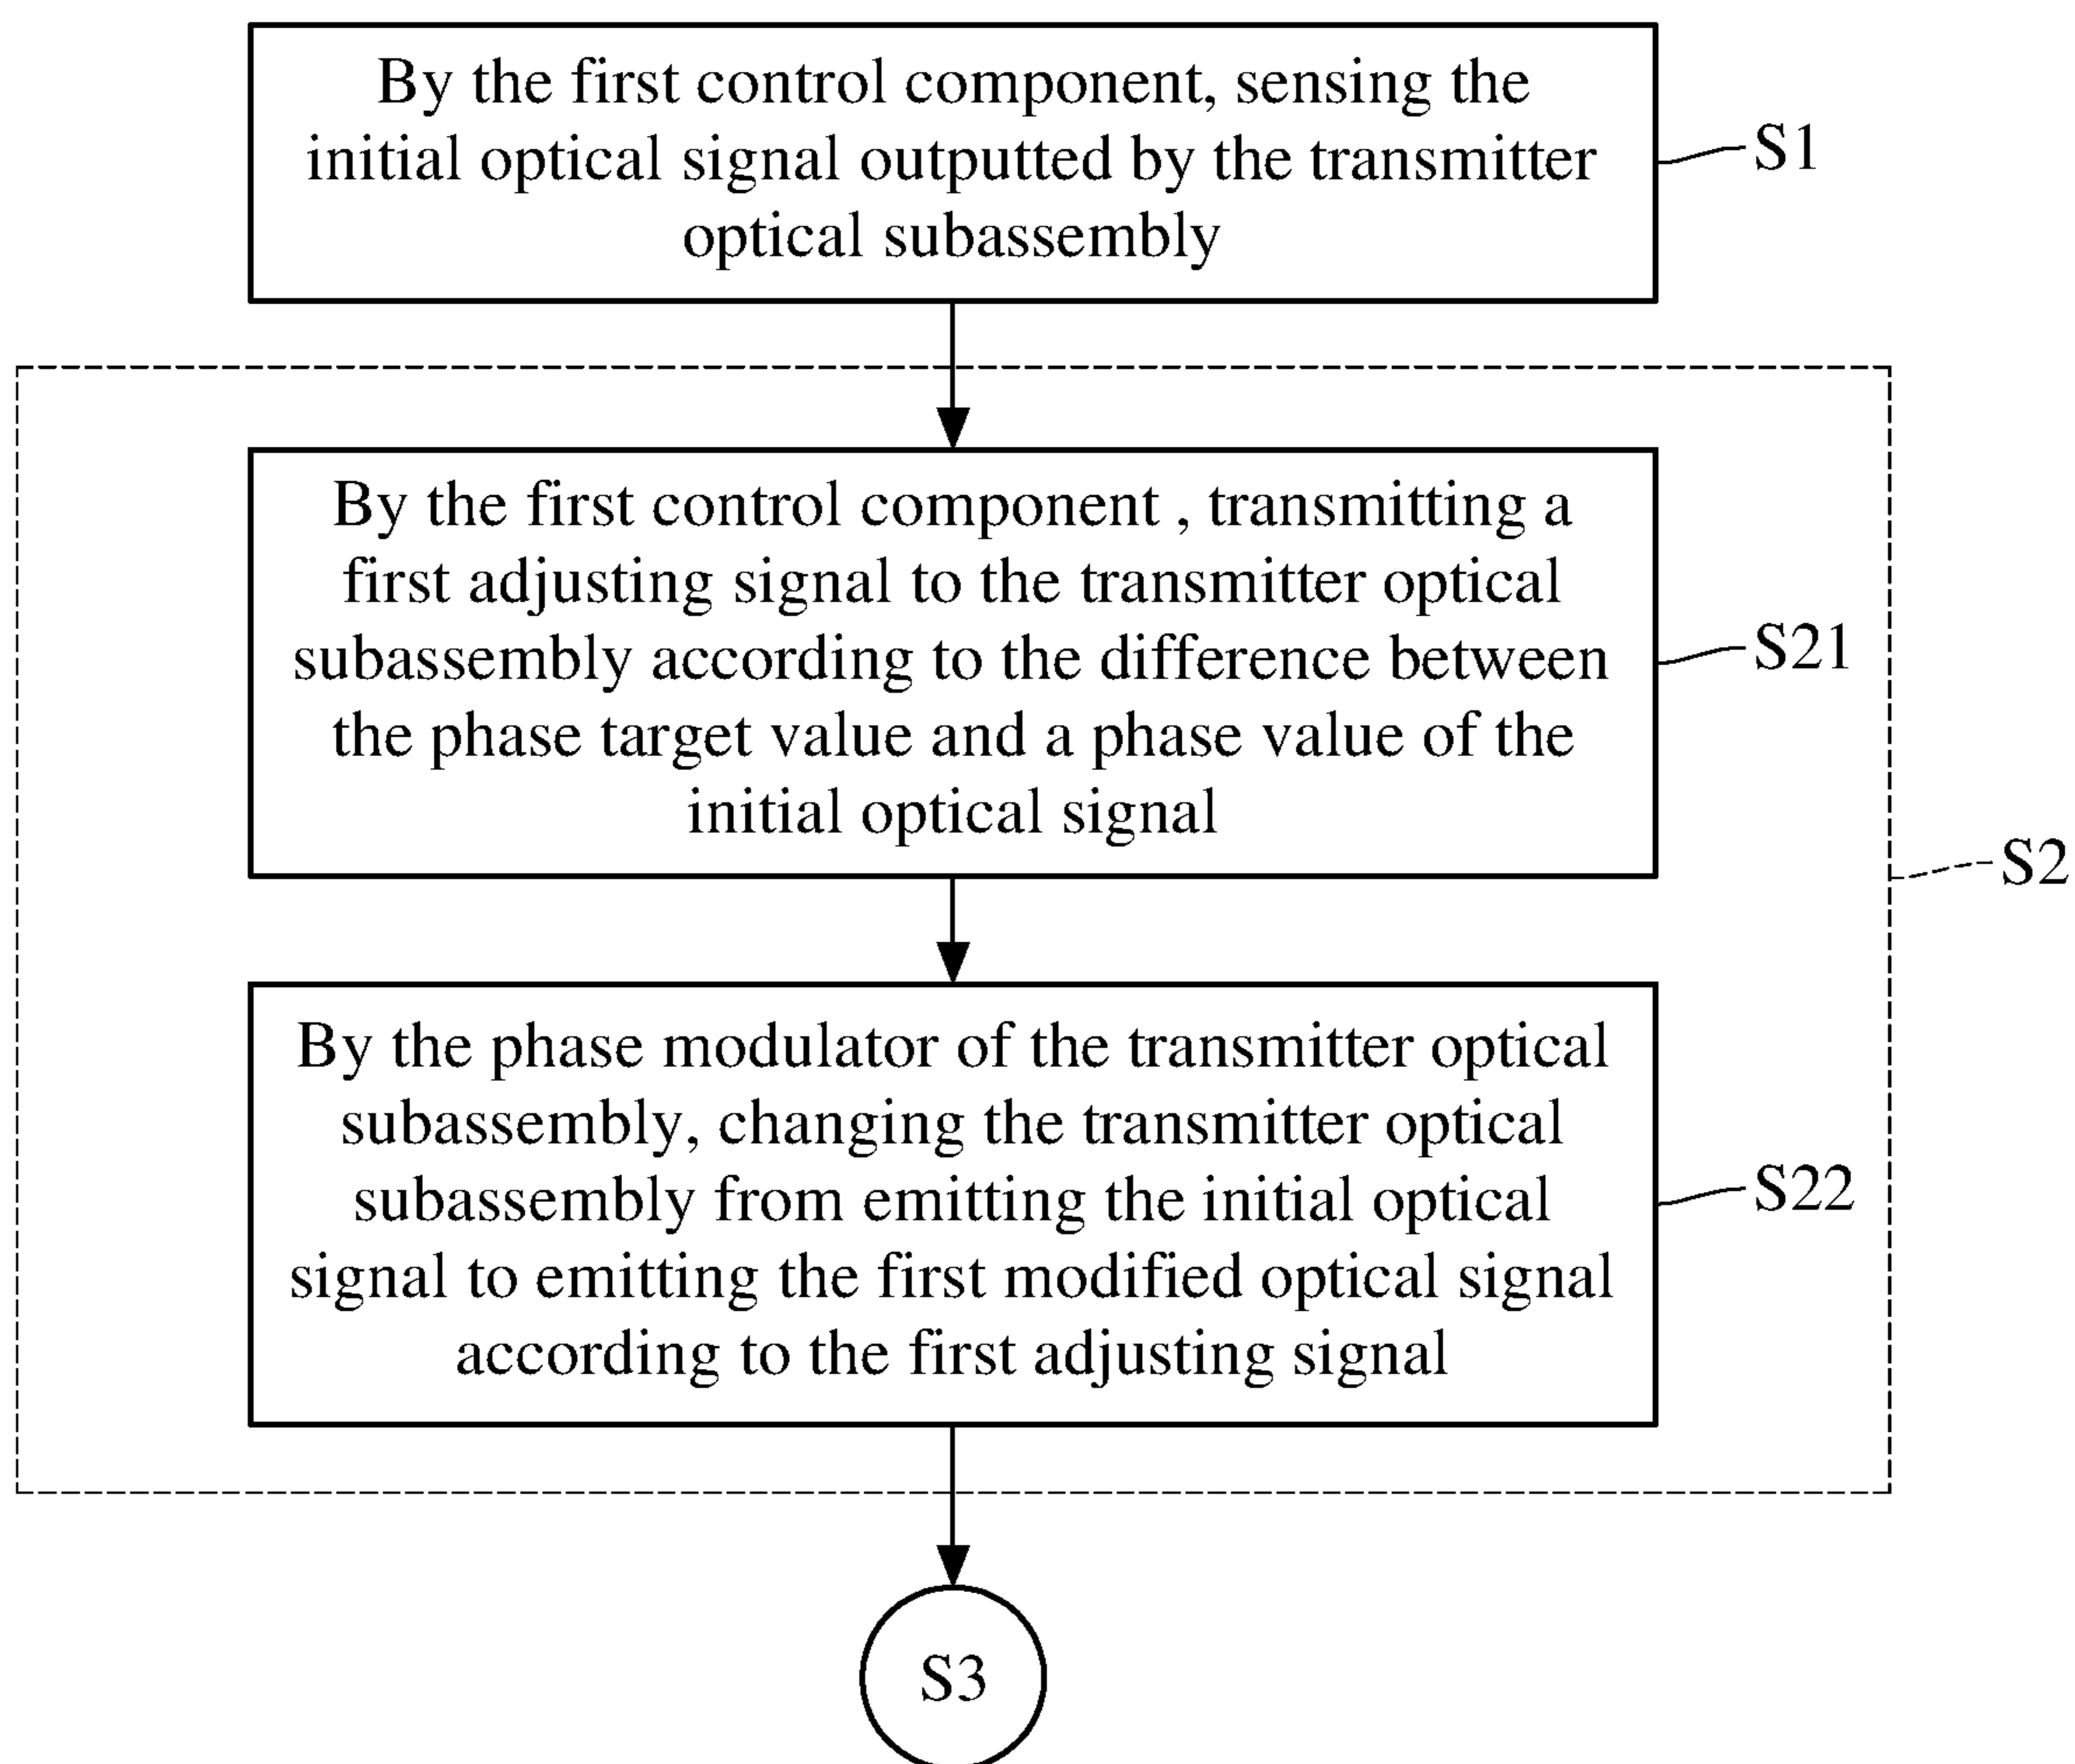 By the first control component, sensing the
initial optical signal outputted by the transmitter
optical subassembly
S1
By the first control component , transmitting a
first adjusting signal to the transmitter optical
subassembly according to the difference between
the phase target value and a phase value of the
initial optical signal
S21
S2
By the phase modulator of the transmitter optical
subassembly, changing the transmitter optical
subassembly from emitting the initial optical
signal to emitting the first modified optical signal
according to the first adjusting signal
S22
S3